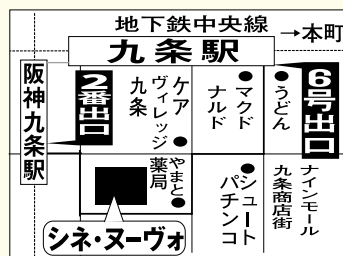 地下鉄中央線
→本町
九条駅
阪神九条駅
2番出口
ケア
ヴィレッジ
九条
マクド
ナルド
うどん
6号出口
やまと
薬局
シュート
パチンコ
ナインモール
九条商店街
シネ・ヌーヴォ